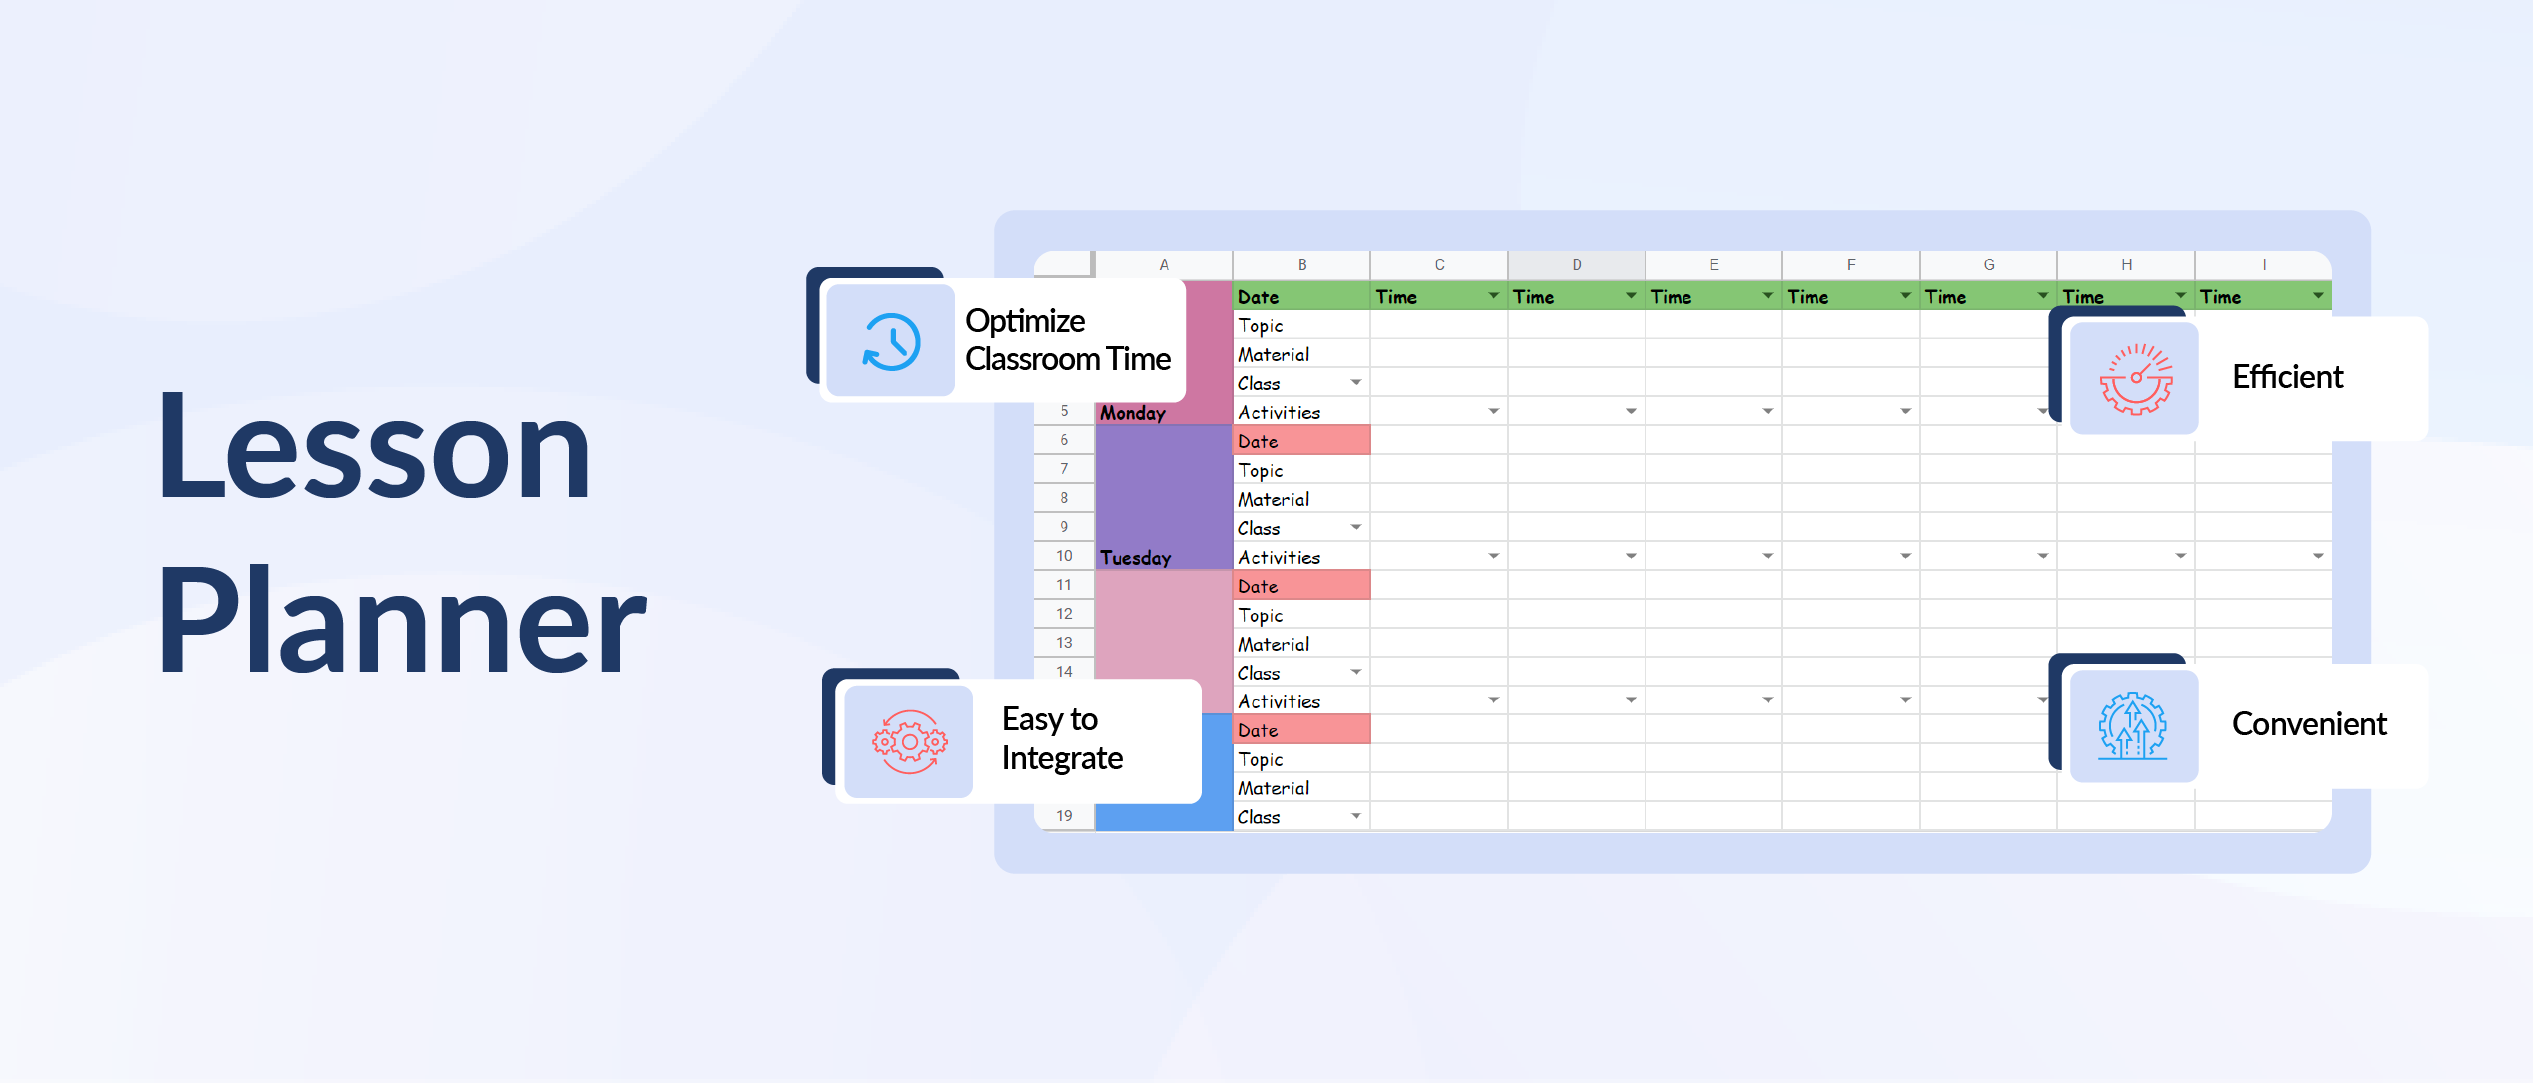 Lesson
Planner
Optimize
Classroom Time
Easy to
Integrate
Efficient
Convenient
A B C D E F G H I
Date Time Time Time Time Time Time Time
Topic
Material
Class
5 Monday Activities
6 Date
7 Topic
8 Material
9 Class
10 Tuesday Activities
11 Date
12 Topic
13 Material
14 Class
Activities
Date
Topic
Material
19 Class